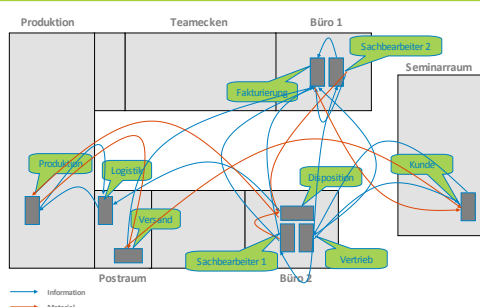 Produktion
Teamecken
Büro 1
Sachbearbeiter 2
Seminarraum
Fakturierung
Produktion
Logistik
Disposition
Kunde
Versand
Sachbearbeiter 1
Vertrieb
Postraum
Büro 2
Information
Material